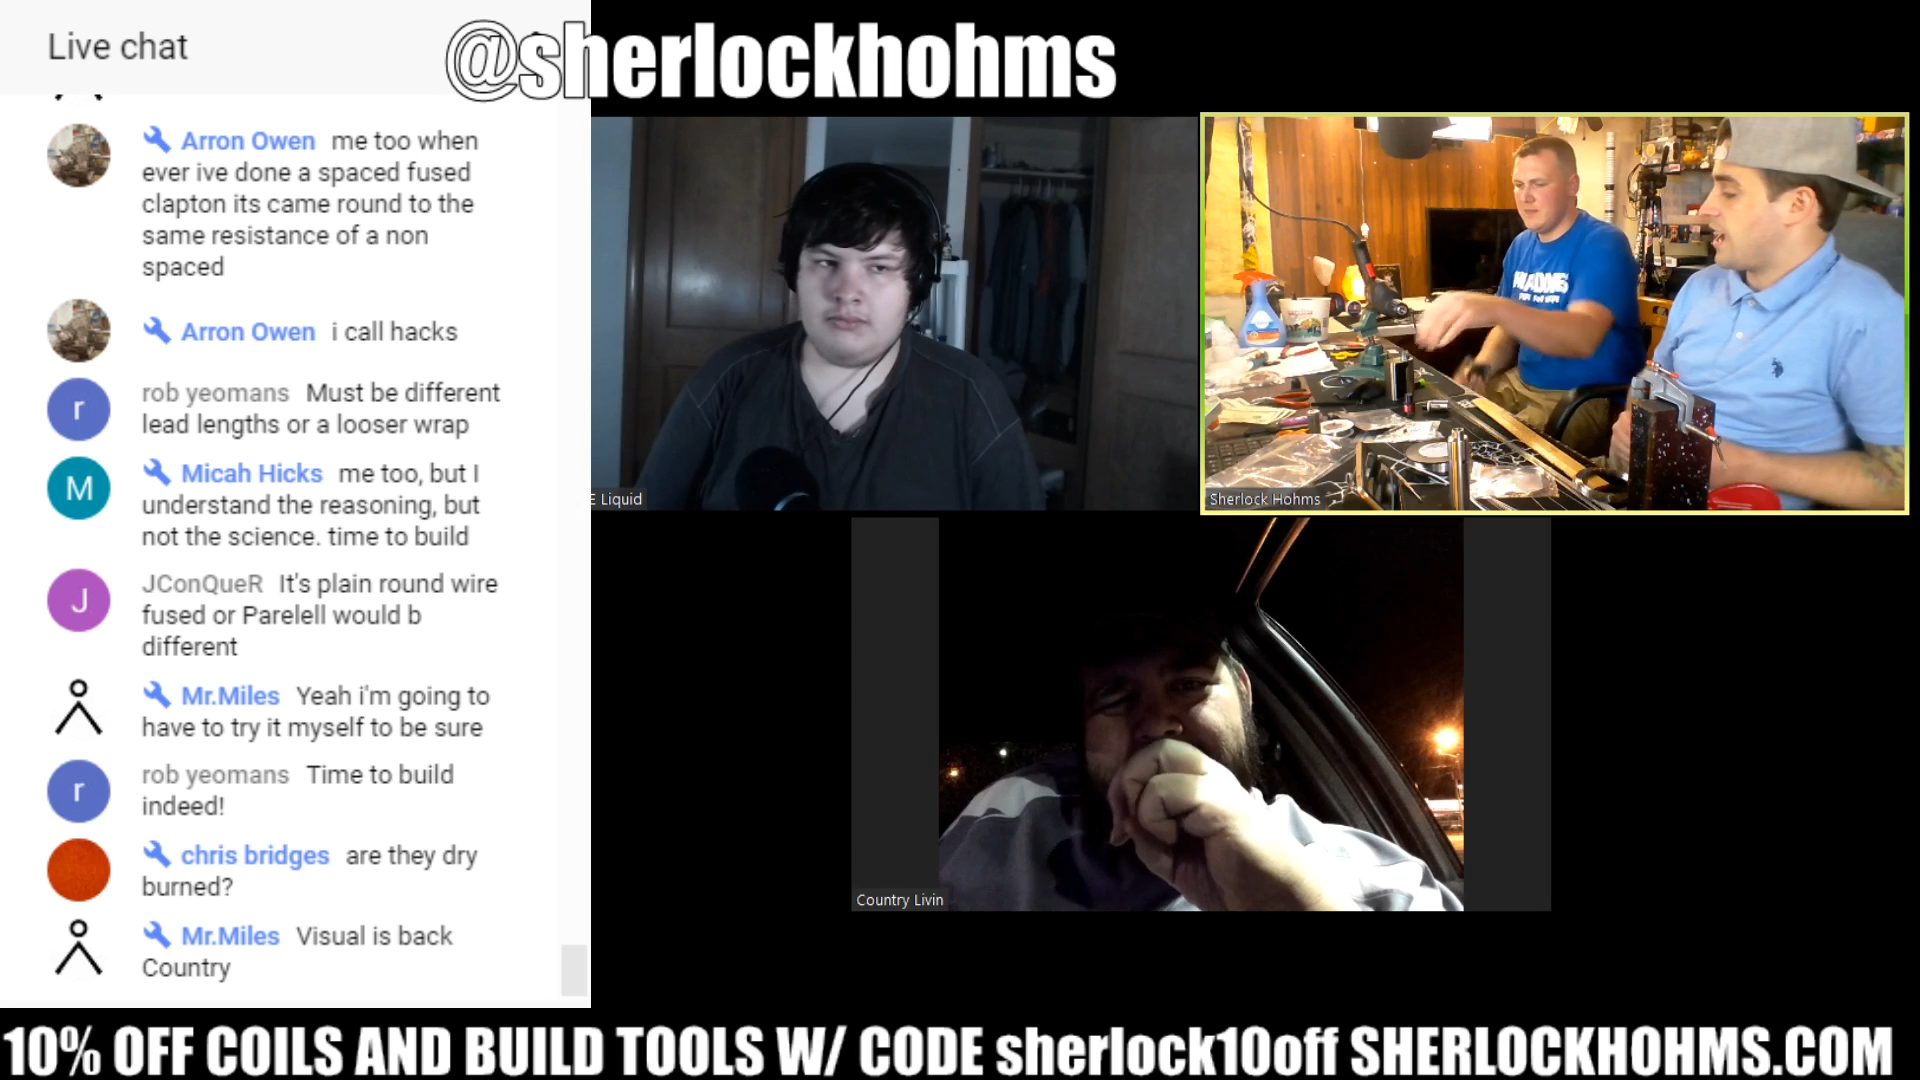 Live chat
@sherlockhohms
Arron Owen me too when
ever ive done a spaced fused
clapton its came round to the
same resistance of a non
spaced
Arron Owen i call hacks
r
rob yeomans Must be different
lead lengths or a looser wrap
M
Micah Hicks me too, but I
understand the reasoning, but
not the science. time to build
J
JConQueR It's plain round wire
fused or Parelell would b
different
Mr.Miles Yeah i'm going to
have to try it myself to be sure
r
rob yeomans Time to build
indeed!
chris bridges are they dry
burned?
Mr.Miles Visual is back
Country
E Liquid
Sherlock Hohms
Country Livin
10% OFF COILS AND BUILD TOOLS W/ CODE sherlock10off SHERLOCKHOHMS.COM